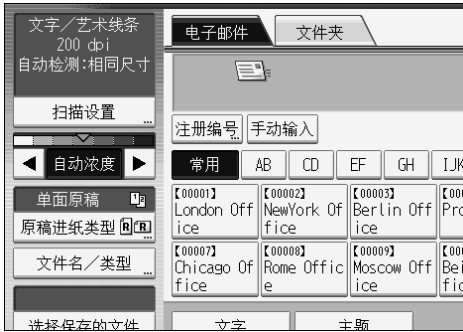 文字／艺术线条
200 dpi
自动检测:相同尺寸
扫描设置
自动浓度
单面原稿
原稿进纸类型
文件名／类型
选择保存的文件
电子邮件 文件夹
注册编号 手动输入
常用 AB CD EF GH IJK
【00001】 【00002】 【00003】
London Off NewYork Of Berlin Off
ice fice ice
【00007】 【00008】 【00009】
Chicago Of Rome Offic Moscow Off
fice e ice
文字 主题